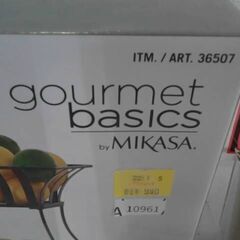 ITM. / ART. 36507
gourmet
basics
by MIKASA.
A 10961